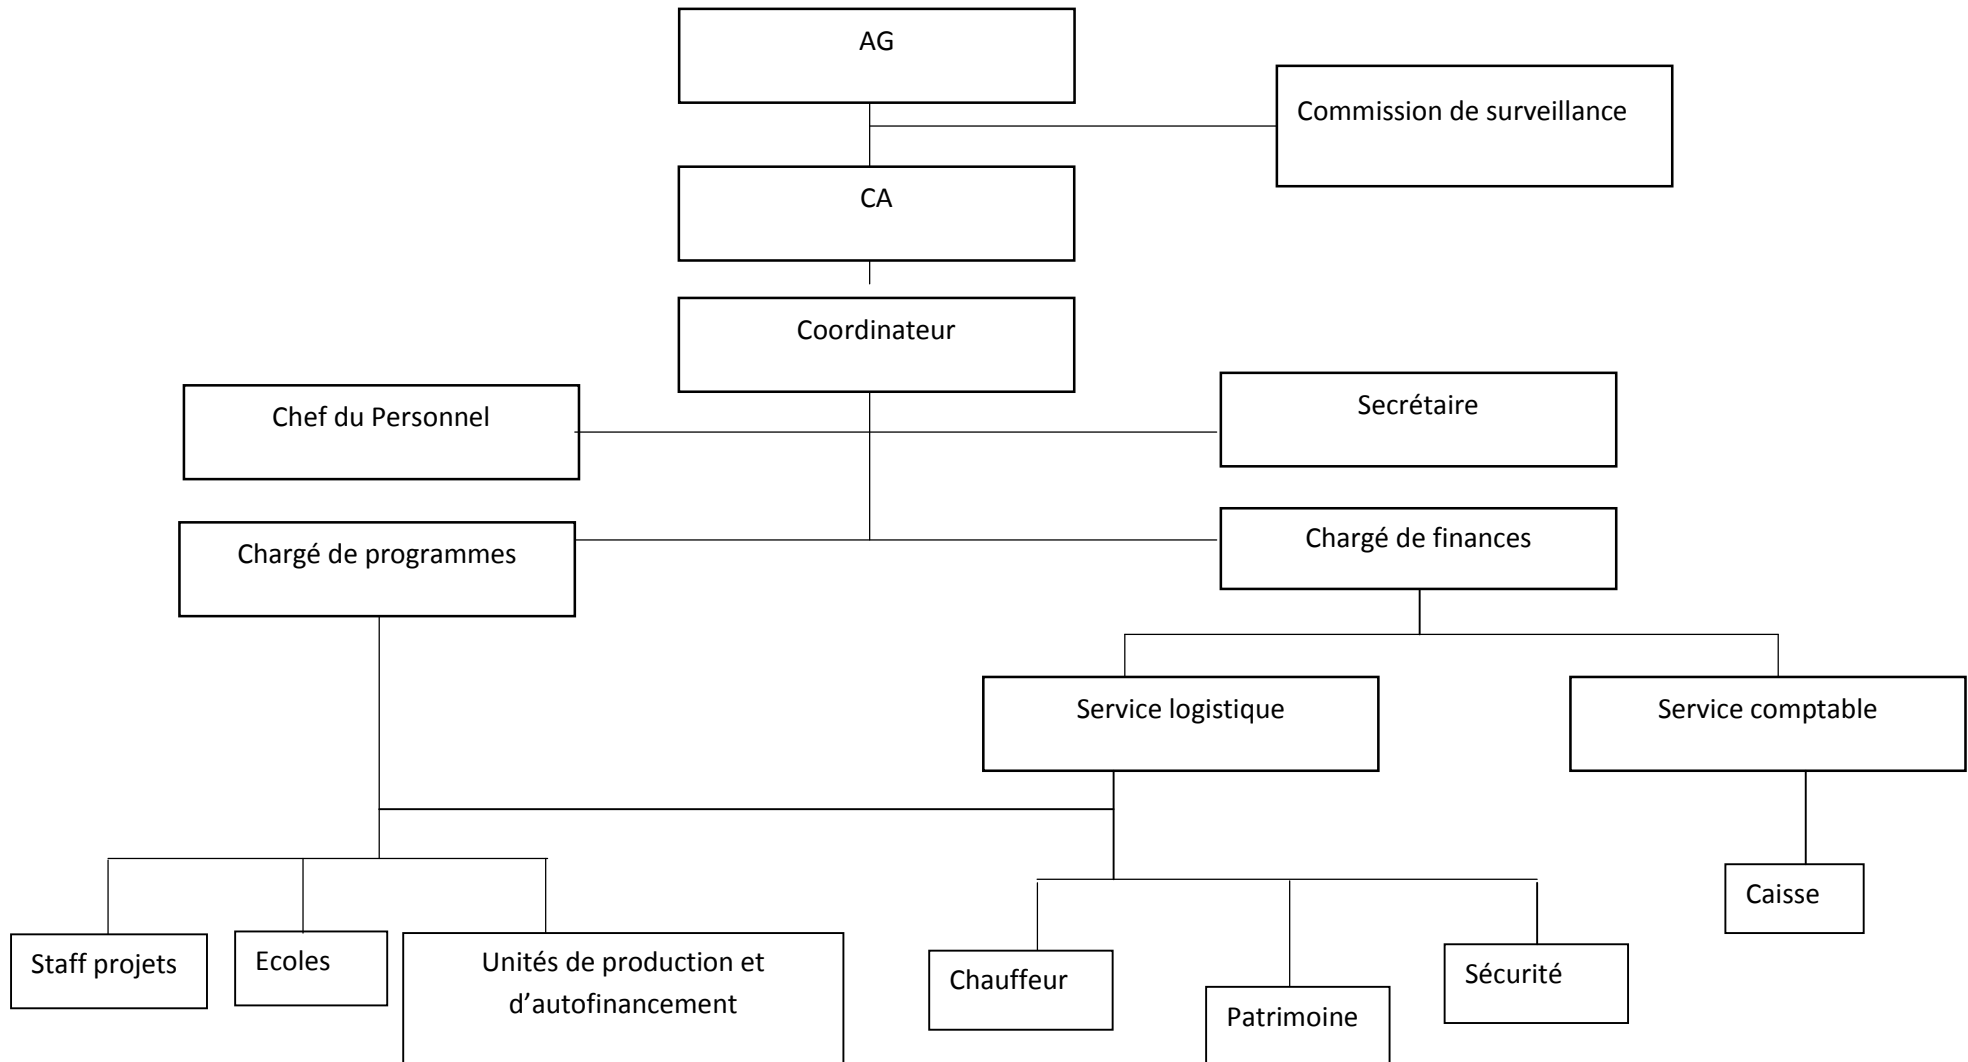 AG
Commission de surveillance
CA
Coordinateur
Chef du Personnel
Secrétaire
Chargé de programmes
Chargé de finances
Service logistique
Service comptable
Staff projets
Ecoles
Unités de production et
d’autofinancement
Chauffeur
Patrimoine
Sécurité
Caisse